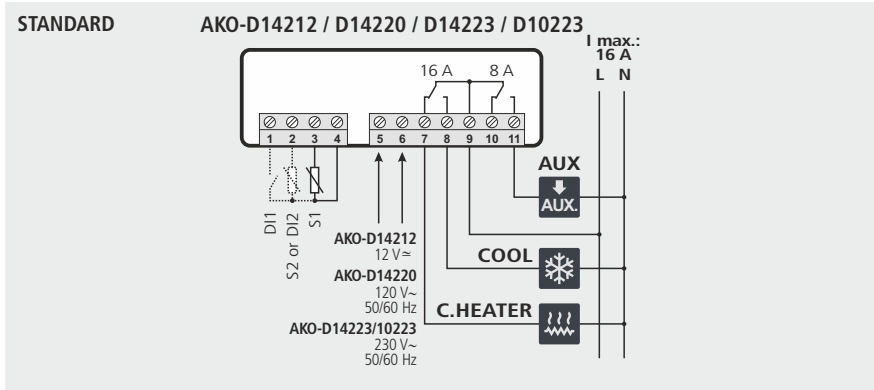 STANDARD
AKO-D14212 / D14220 / D14223 / D10223
I max.:
16 A
L N
16 A 8 A
1 2 3 4 5 6 7 8 9 10 11
DI1
S2 or DI2
S1
AUX
AUX.
AKO-D14212
12 V≂
COOL
AKO-D14220
120 V~
50/60 Hz
C.HEATER
AKO-D14223/10223
230 V~
50/60 Hz